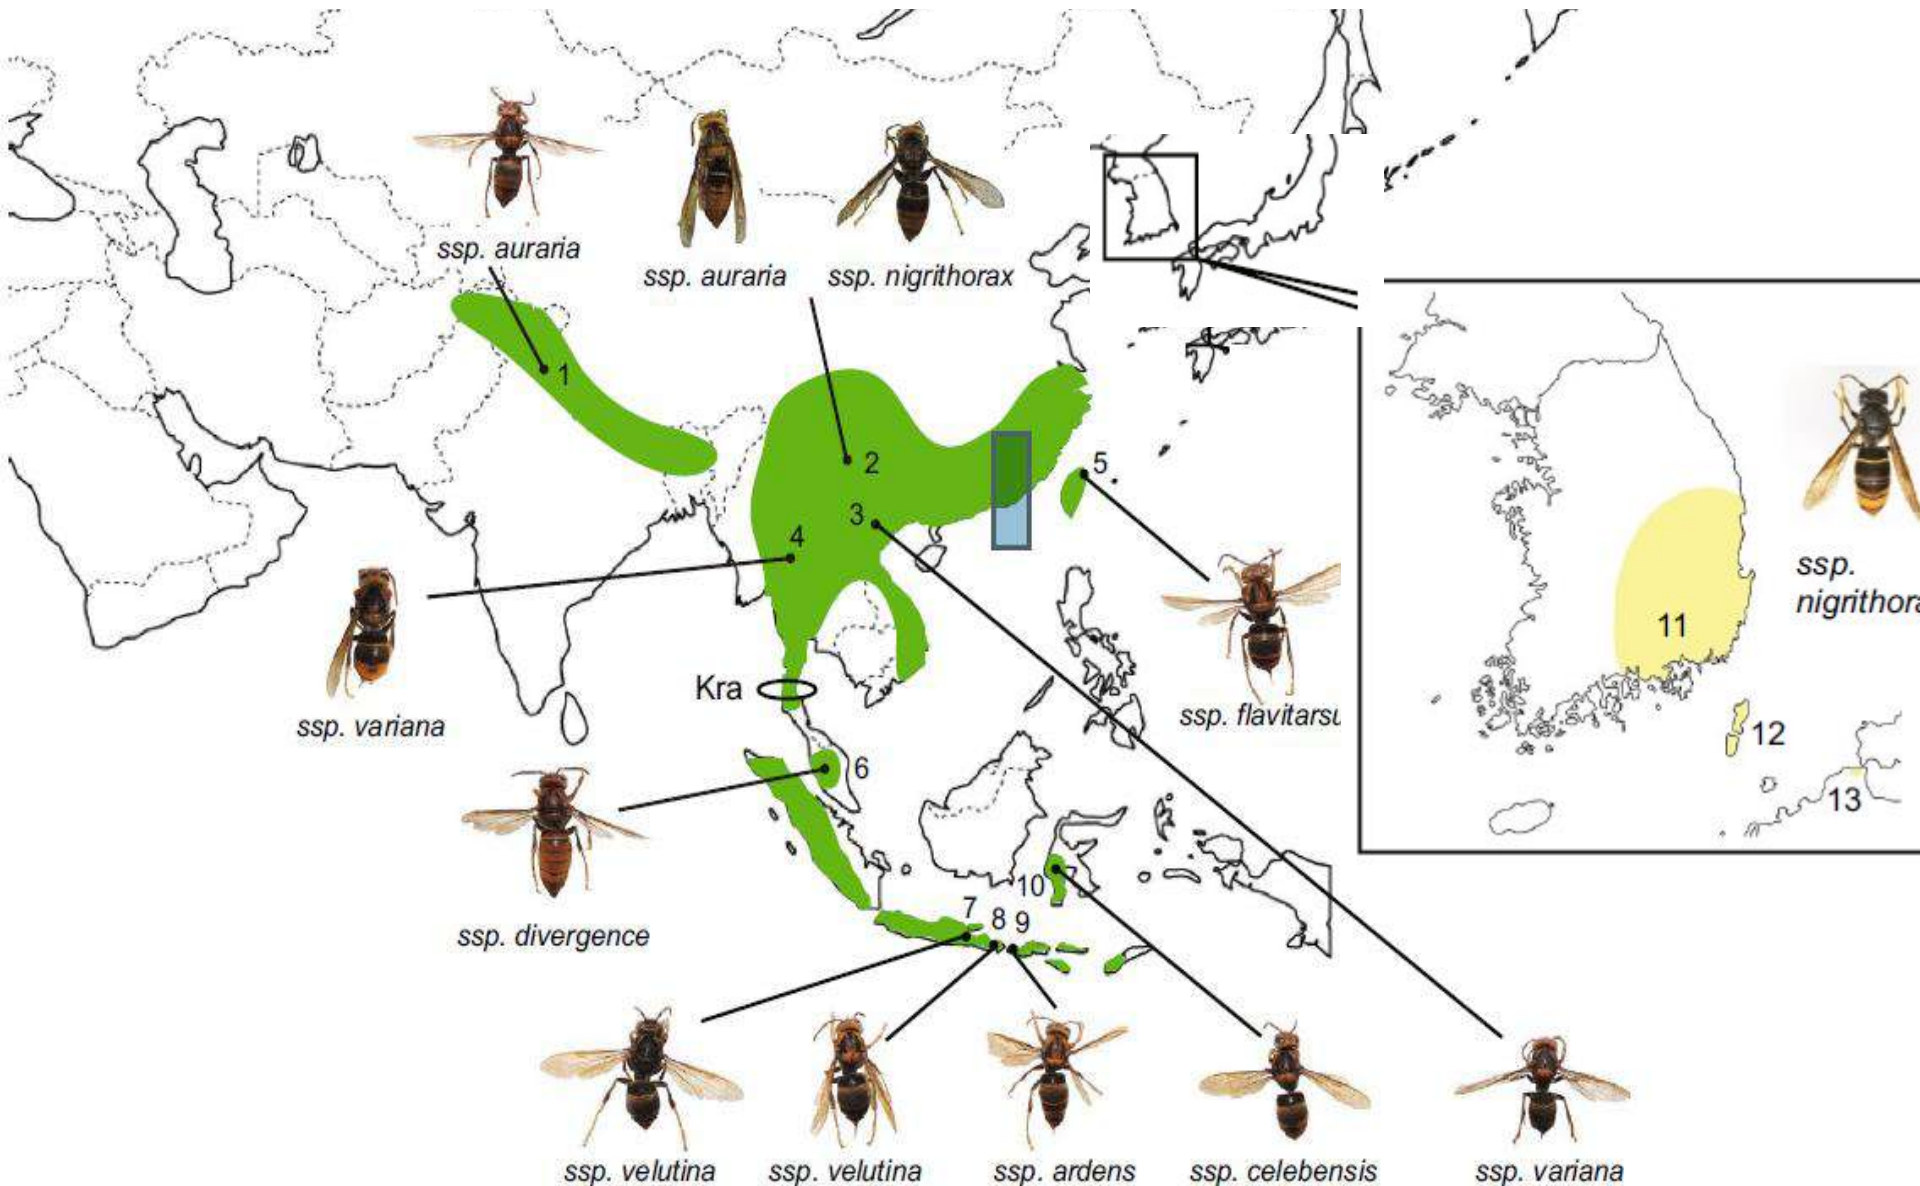 ssp. auraria
ssp. auraria
ssp. nigrithorax
1
2
3
4
5
ssp. variana
Kra
ssp. flavitarsu
6
ssp. divergence
10
7
8
9
7
ssp. velutina
ssp. velutina
ssp. ardens
ssp. celebensis
ssp. variana
ssp.
nigrithora
11
12
13